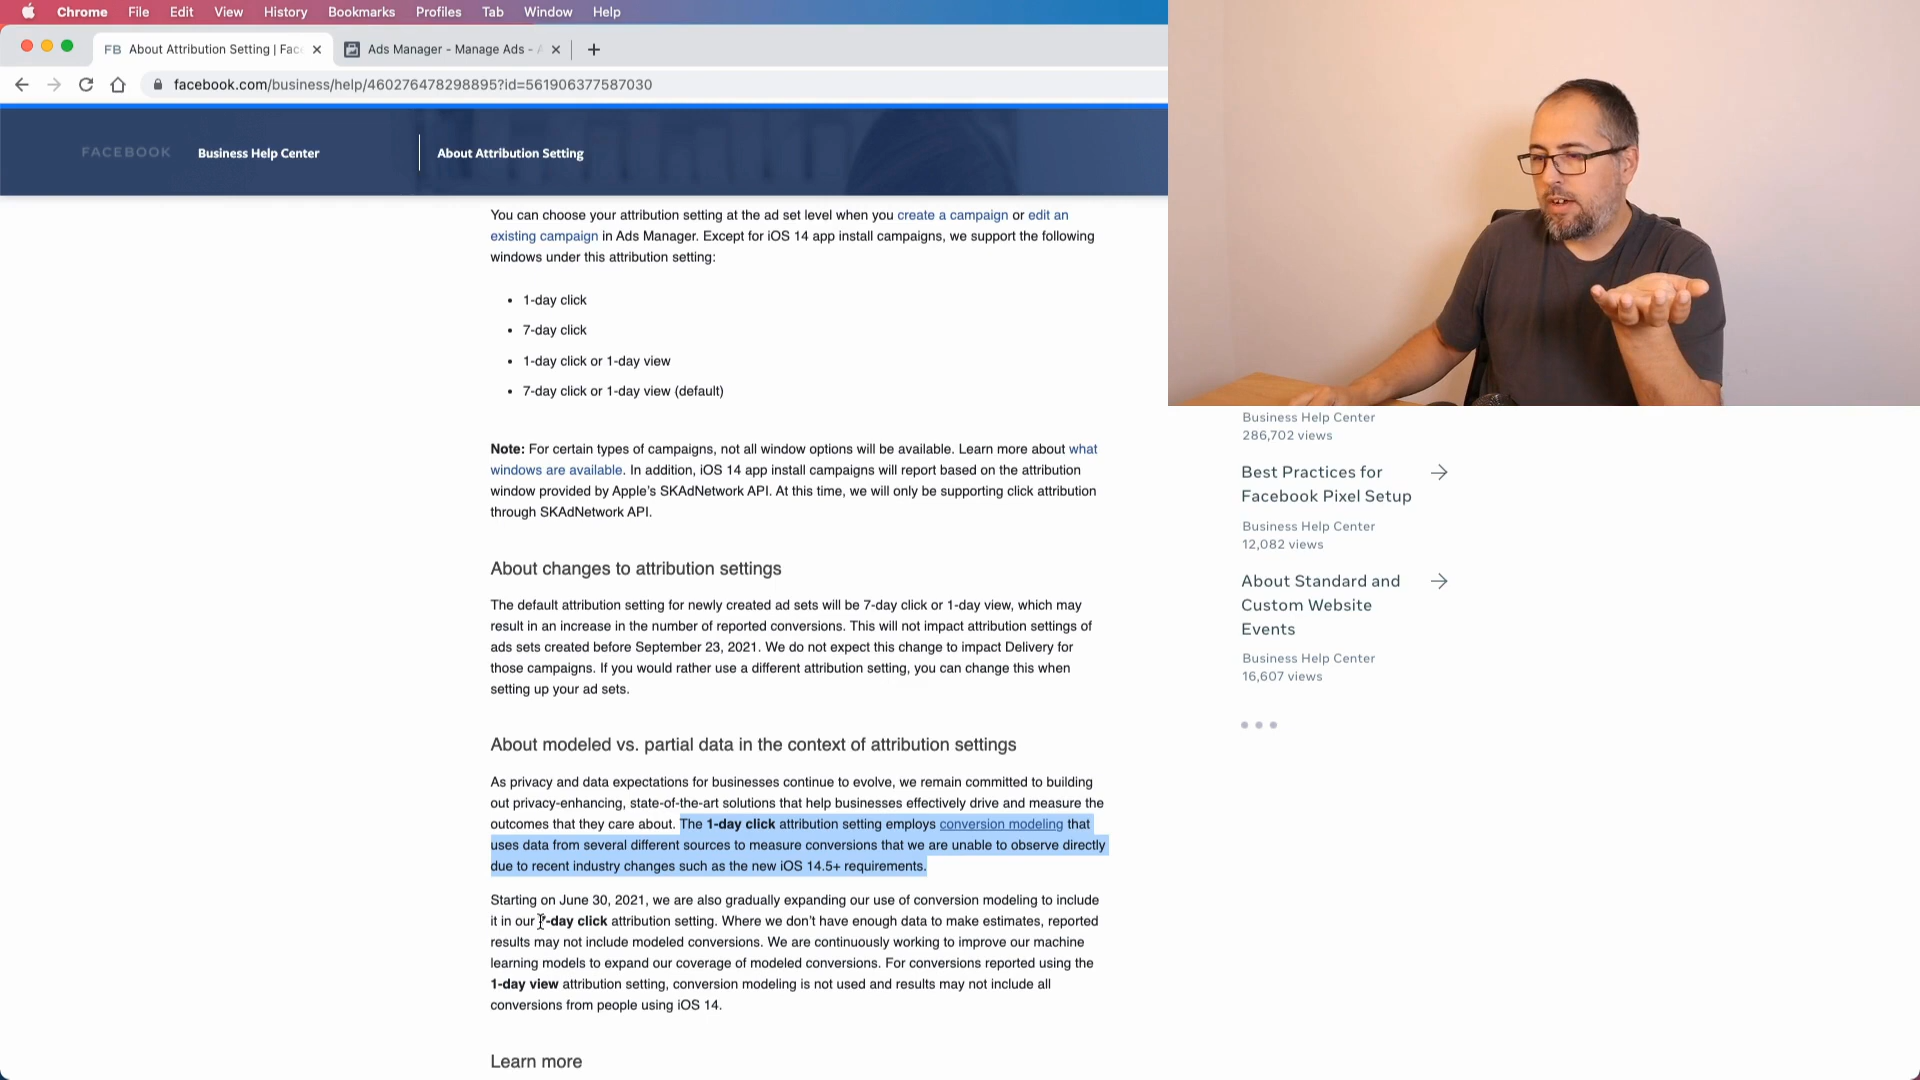 Chrome File Edit View History Bookmarks Profiles Tab Window Help
FB About Attribution Setting | Fac
Ads Manager - Manage Ads -
facebook.com/business/help/460276478298895?id=561906377587030
FACEBOOK Business Help Center About Attribution Setting
You can choose your attribution setting at the ad set level when you create a campaign or edit an
existing campaign in Ads Manager. Except for iOS 14 app install campaigns, we support the following
windows under this attribution setting:
• 1-day click
• 7-day click
• 1-day click or 1-day view
• 7-day click or 1-day view (default)
Note: For certain types of campaigns, not all window options will be available. Learn more about what
windows are available. In addition, iOS 14 app install campaigns will report based on the attribution
window provided by Apple's SKAdNetwork API. At this time, we will only be supporting click attribution
through SKAdNetwork API.
About changes to attribution settings
The default attribution setting for newly created ad sets will be 7-day click or 1-day view, which may
result in an increase in the number of reported conversions. This will not impact attribution settings of
ads sets created before September 23, 2021. We do not expect this change to impact Delivery for
those campaigns. If you would rather use a different attribution setting, you can change this when
setting up your ad sets.
About modeled vs. partial data in the context of attribution settings
As privacy and data expectations for businesses continue to evolve, we remain committed to building
out privacy-enhancing, state-of-the-art solutions that help businesses effectively drive and measure the
outcomes that they care about. The 1-day click attribution setting employs conversion modeling that
uses data from several different sources to measure conversions that we are unable to observe directly
due to recent industry changes such as the new iOS 14.5+ requirements.
Starting on June 30, 2021, we are also gradually expanding our use of conversion modeling to include
it in our 7-day click attribution setting. Where we don't have enough data to make estimates, reported
results may not include modeled conversions. We are continuously working to improve our machine
learning models to expand our coverage of modeled conversions. For conversions reported using the
1-day view attribution setting, conversion modeling is not used and results may not include all
conversions from people using iOS 14.
Learn more
Business Help Center
286,702 views
Best Practices for
Facebook Pixel Setup
Business Help Center
12,082 views
About Standard and
Custom Website
Events
Business Help Center
16,607 views